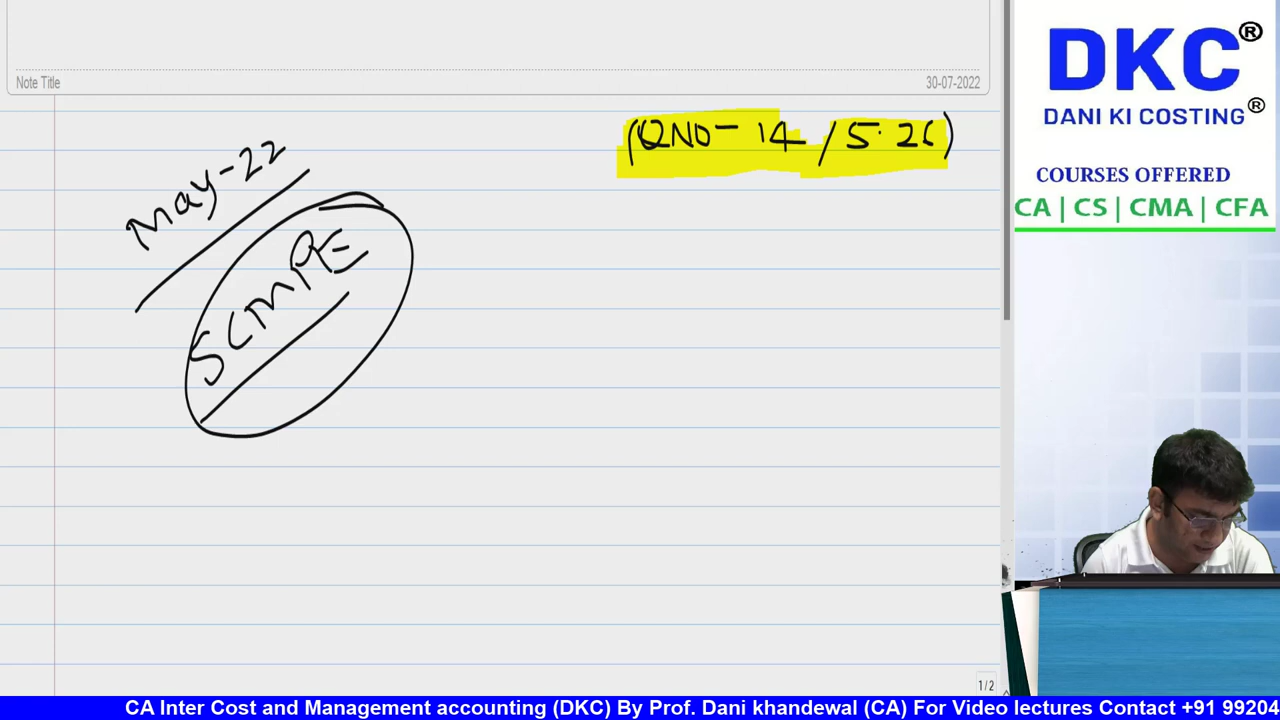 Note Title
30-07-2022
(QNO- 14 / 5.26)
May-22
SCMPE
1/2
DKC®
DANI KI COSTING®
COURSES OFFERED
CA | CS | CMA | CFA
CA Inter Cost and Management accounting (DKC) By Prof. Dani khandewal (CA) For Video lectures Contact +91 99204